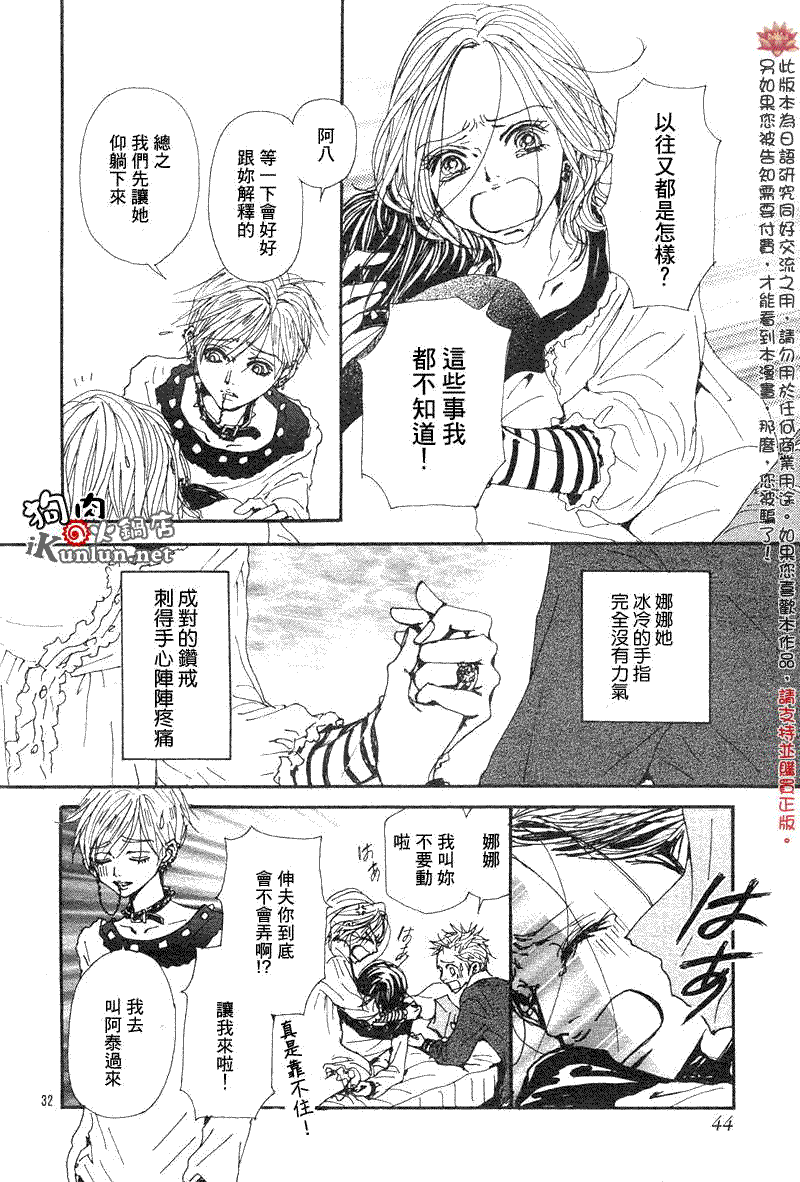 以往又都是怎樣?
這些事我
都不知道!
阿八
等一下會好好
跟妳解釋的
總之
我們先讓她
仰躺下來
狗肉
火鍋店
iKunlun.net
娜娜她
冰冷的手指
完全沒有力氣
成對的鑽戒
刺得手心陣陣疼痛
はあ
娜娜
我叫妳
不要動
啦
はあ
はあ
伸夫你到底
會不會弄啊!?
讓我來啦!
真是靠不住!
我去
叫阿泰過來
32
44
此版本為日語研究同好交流之用，請勿用於任何商業用途。如果您喜歡本作品，請支持並購買正版。
另如果您被告知需要付費，才能看到本漫畫，那麼，您被騙了!